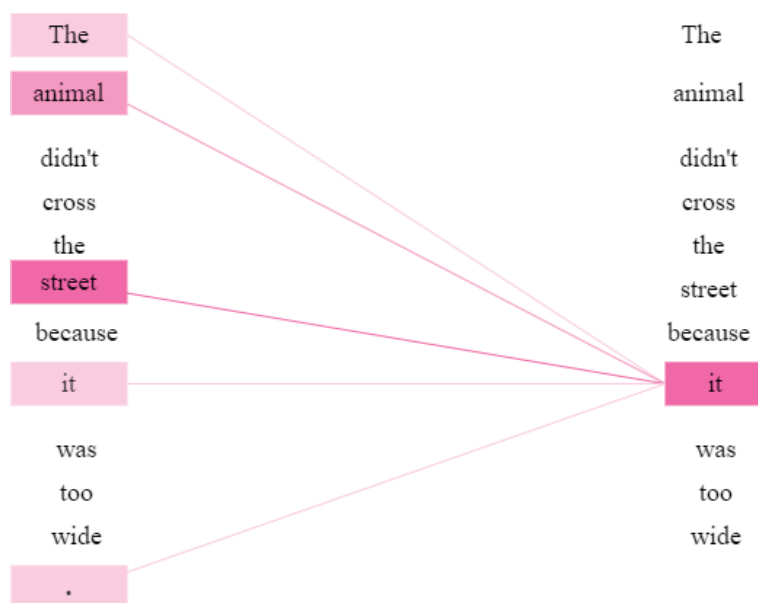 The The
animal animal
didn't didn't
cross cross
the the
street street
because because
it it
was was
too too
wide wide
.